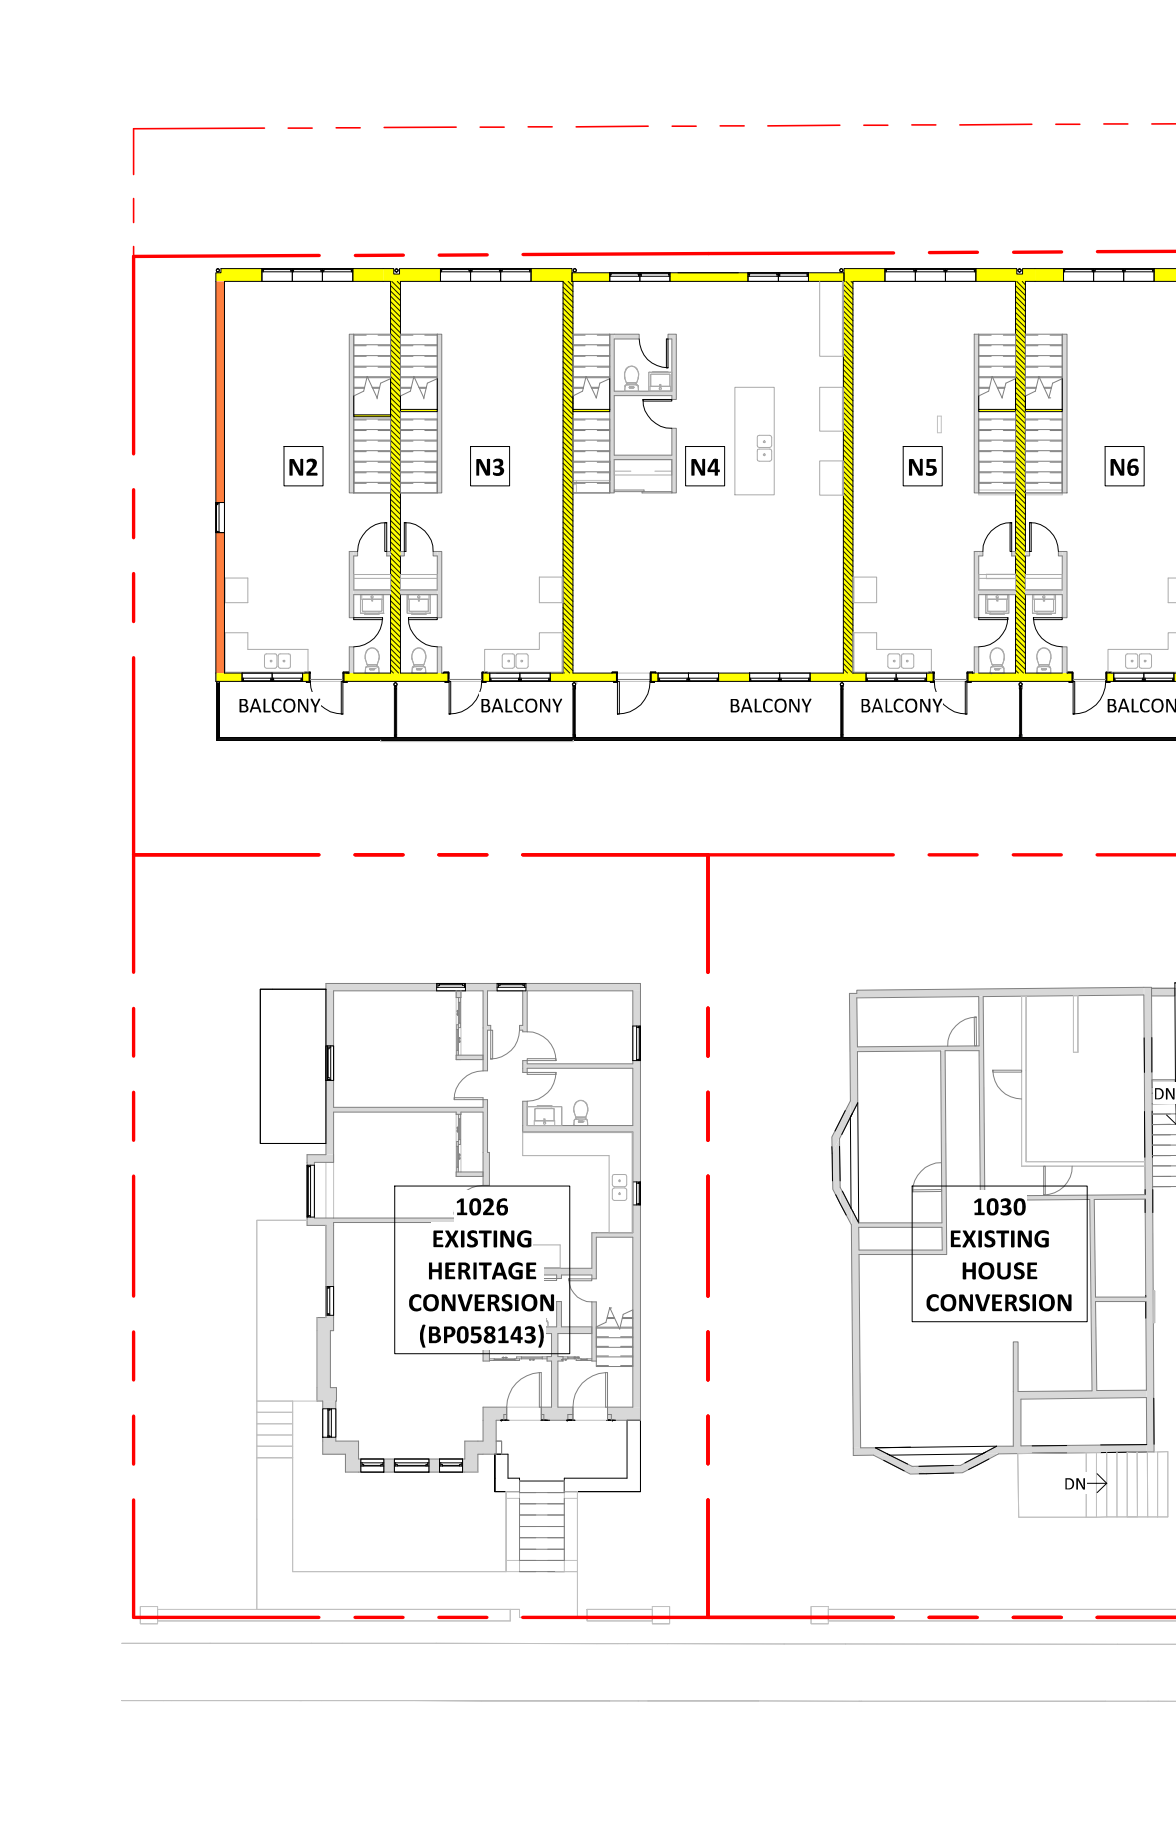 N2
N3
N4
N5
N6
BALCONY
BALCONY
BALCONY
BALCONY
BALCON
DN
1026
EXISTING
HERITAGE
CONVERSION
(BP058143)
1030
EXISTING
HOUSE
CONVERSION
DN